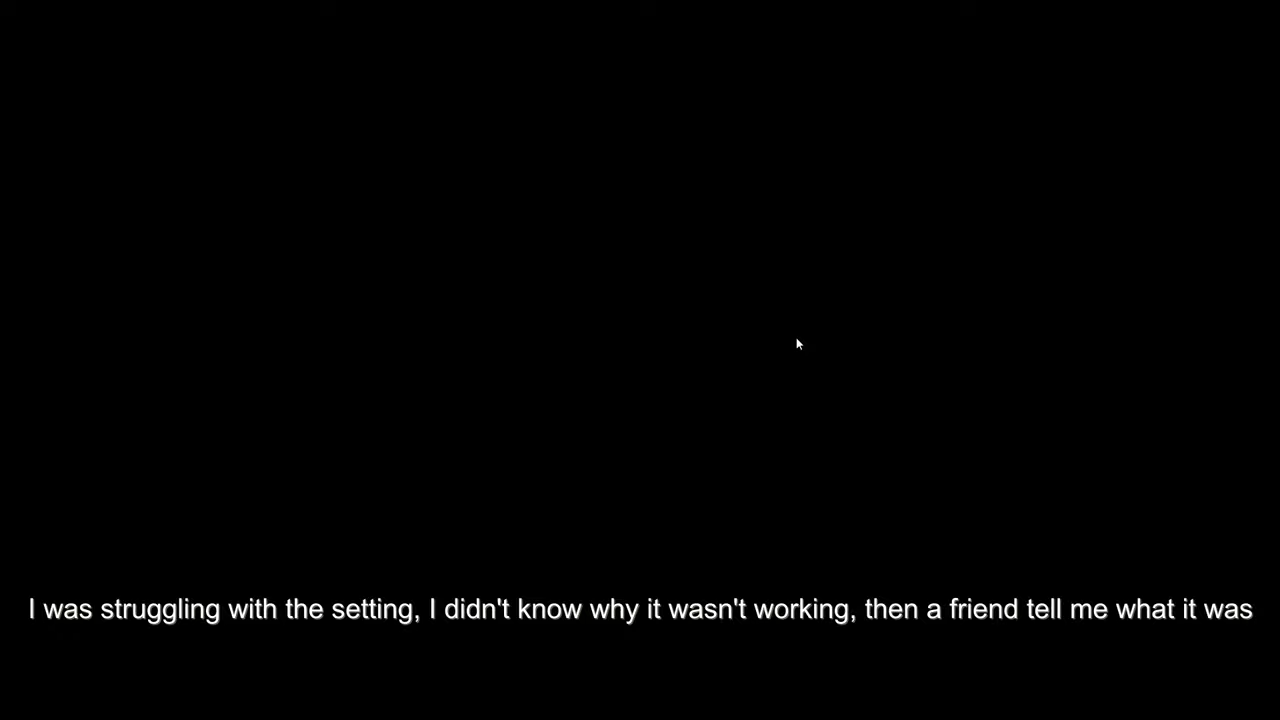 I was struggling with the setting, I didn't know why it wasn't working, then a friend tell me what it was